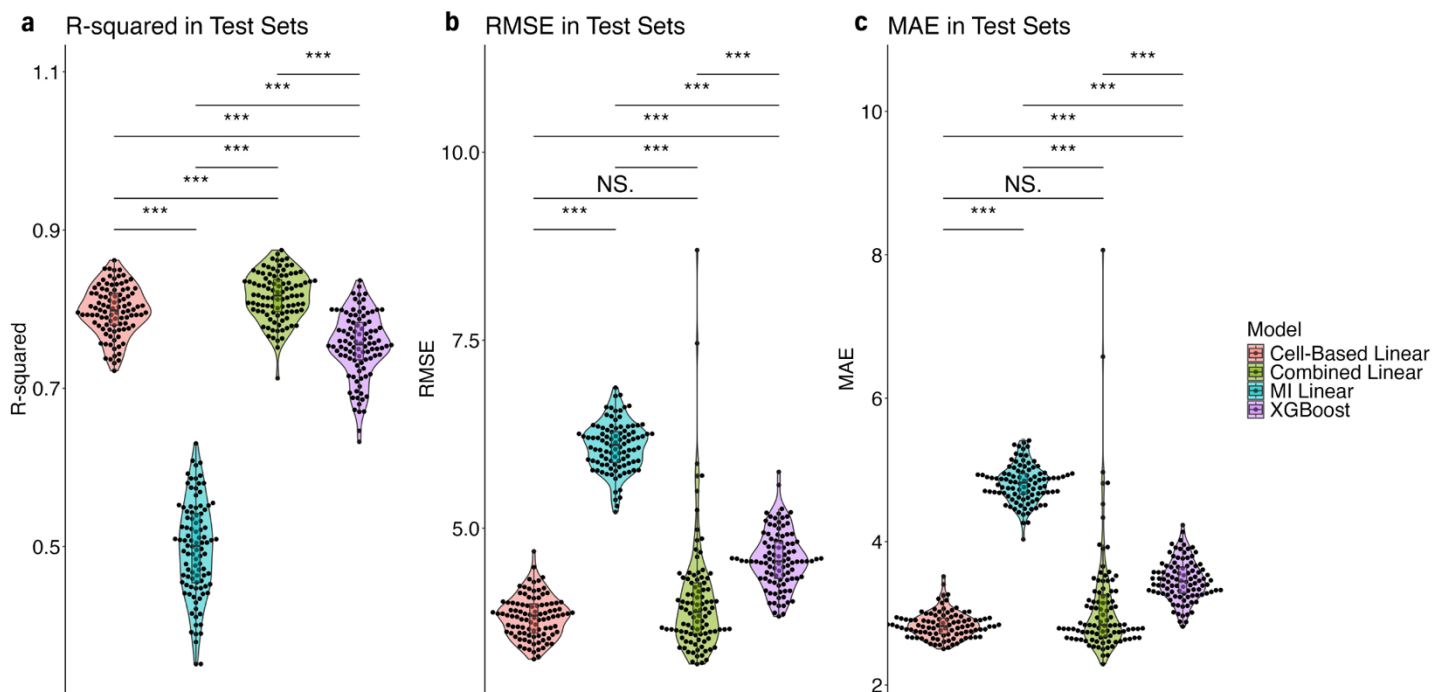 a R-squared in Test Sets
R-squared
1.1
0.9
0.7
0.5
***
***
***
***
***
***
b RMSE in Test Sets
RMSE
10.0
7.5
5.0
***
***
***
***
NS.
***
c MAE in Test Sets
MAE
10
8
6
4
2
***
***
***
***
NS.
***
Model
Cell-Based Linear
Combined Linear
MI Linear
XGBoost